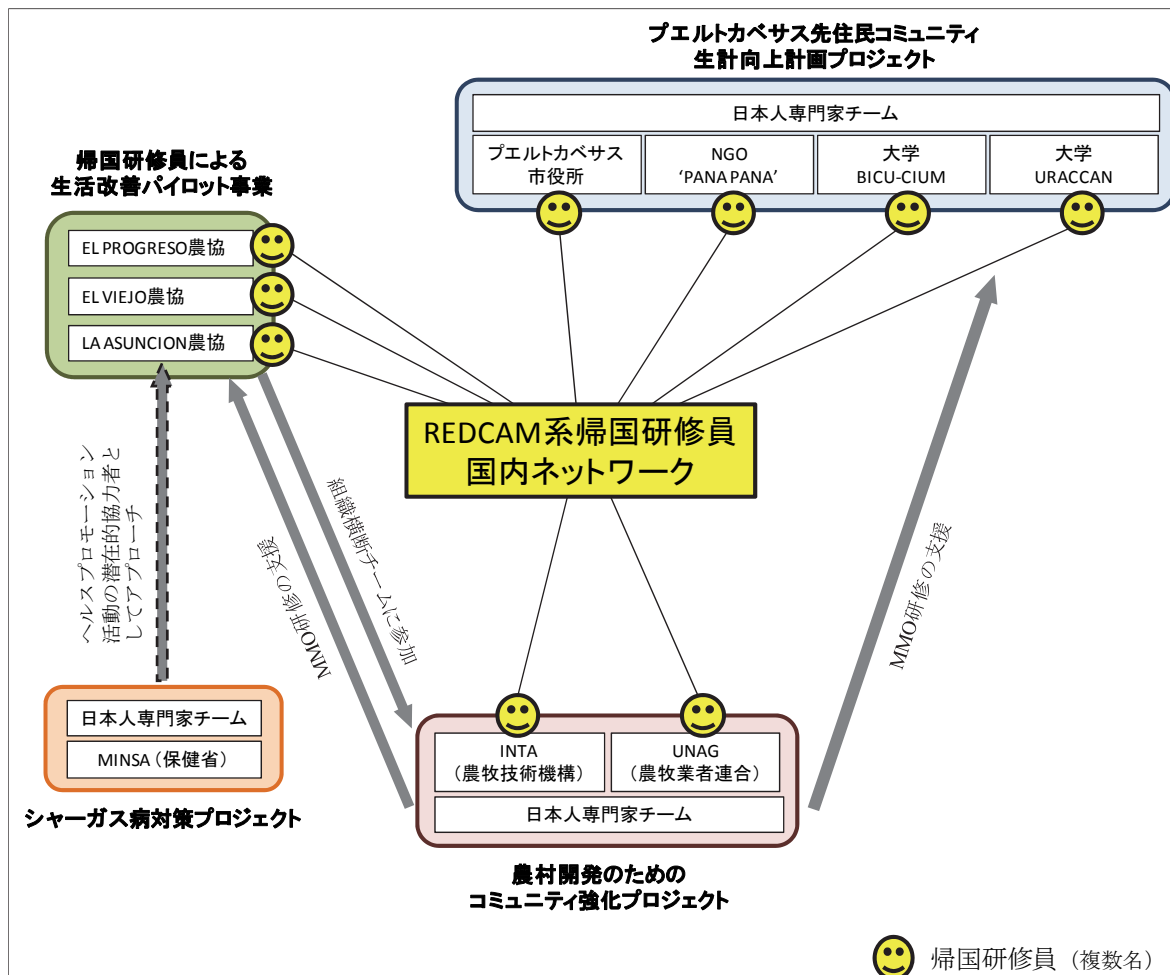 プエルトカベサス先住民コミュニティ
生計向上計画プロジェクト
日本人専門家チーム
プエルトカベサス
市役所
NGO
‘PANA PANA’
大学
BICU-CIUM
大学
URACCAN
帰国研修員による
生活改善パイロット事業
EL PROGRESO農協
EL VIEJO農協
LA ASUNCION農協
REDCAM系帰国研修員
国内ネットワーク
ヘルスプロモーション
活動の潜在的協力者と
してアプローチ
MMO研修の支援
組織横断チームに参加
MMO研修の支援
日本人専門家チーム
MINSA（保健省）
シャーガス病対策プロジェクト
INTA
（農牧技術機構）
UNAG
（農牧業者連合）
日本人専門家チーム
農村開発のための
コミュニティ強化プロジェクト
帰国研修員（複数名）